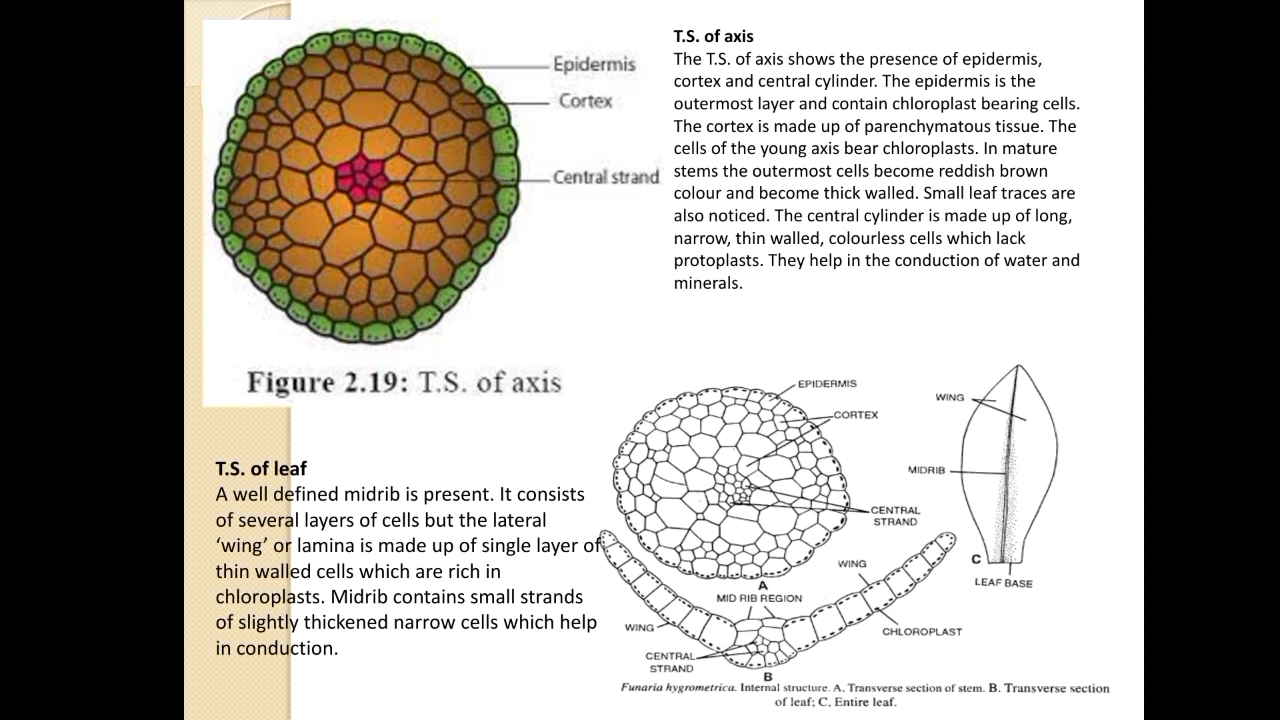 Epidermis
Cortex
Central strand
Figure 2.19: T.S. of axis
T.S. of axis
The T.S. of axis shows the presence of epidermis,
cortex and central cylinder. The epidermis is the
outermost layer and contain chloroplast bearing cells.
The cortex is made up of parenchymatous tissue. The
cells of the young axis bear chloroplasts. In mature
stems the outermost cells become reddish brown
colour and become thick walled. Small leaf traces are
also noticed. The central cylinder is made up of long,
narrow, thin walled, colourless cells which lack
protoplasts. They help in the conduction of water and
minerals.
T.S. of leaf
A well defined midrib is present. It consists
of several layers of cells but the lateral
‘wing’ or lamina is made up of single layer of
thin walled cells which are rich in
chloroplasts. Midrib contains small strands
of slightly thickened narrow cells which help
in conduction.
EPIDERMIS
CORTEX
CENTRAL
STRAND
A
WING
MIDRIB
C
LEAF BASE
MID RIB REGION
WING
WING
CHLOROPLAST
CENTRAL
STRAND
B
Funaria hygrometrica. Internal structure. A, Transverse section of stem. B. Transverse section
of leaf; C, Entire leaf.